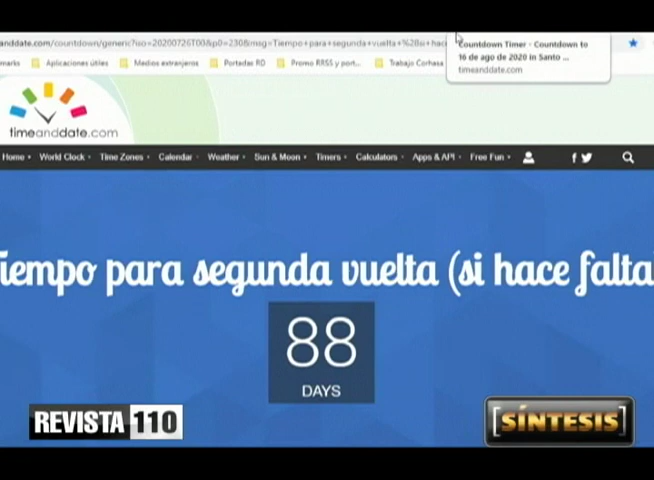 anddate.com/countdown/generic?iso=20200726T00&p0=230&msg=Tiempo+para+segunda+vuelta+%28si+hac
Countdown Timer - Countdown to
16 de ago de 2020 in Santo ...
timeanddate.com
marks Aplicaciones útiles Medios extranjeros Portadas RD Promo RRSS y port... Trabajo Corhass
timeanddate.com
Home World Clock Time Zones Calendar Weather Sun & Moon Timers Calculators Apps & API Free Fun
iempo para segunda vuelta (si hace falta
88
DAYS
REVISTA 110
[SÍNTESIS]